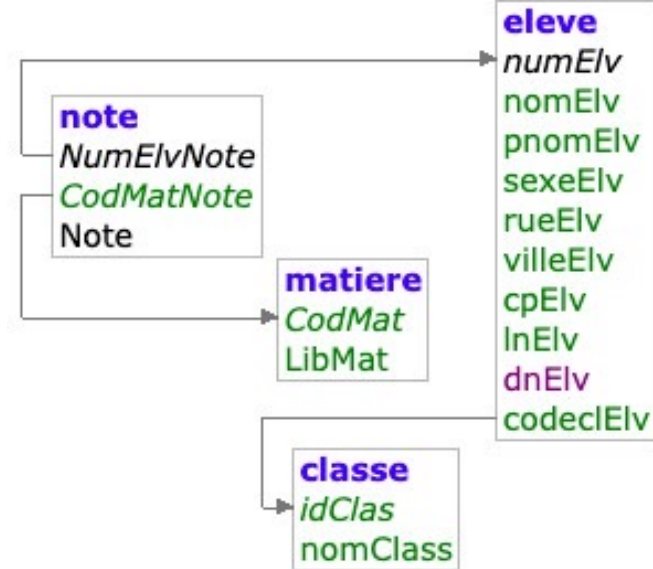 eleve
numElv
nomElv
pnomElv
sexeElv
rueElv
villeElv
cpElv
lnElv
dnElv
codeclElv
note
NumElvNote
CodMatNote
Note
matiere
CodMat
LibMat
classe
idClas
nomClass